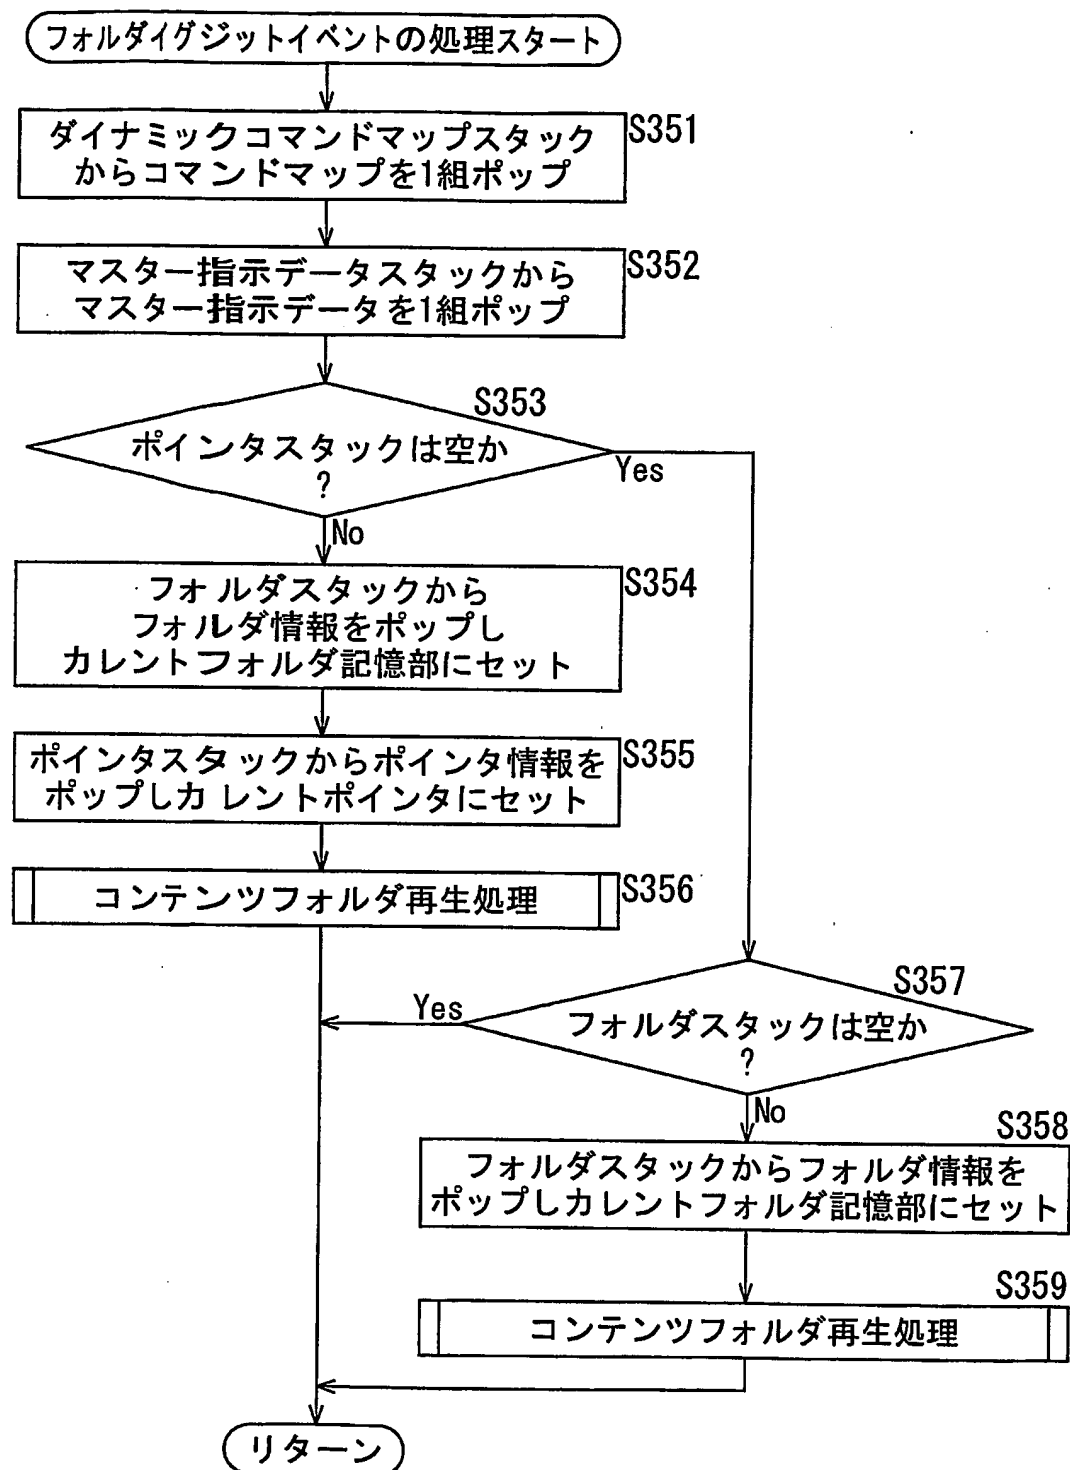 フォルダイグジットイベントの処理スタート
S351
ダイナミックコマンドマップスタック
からコマンドマップを1組ポップ
S352
マスター指示データスタックから
マスター指示データを1組ポップ
S353
ポインタスタックは空か
?
Yes
No
S354
フォルダスタックから
フォルダ情報をポップし
カレントフォルダ記憶部にセット
S355
ポインタスタックからポインタ情報を
ポップしカレントポインタにセット
S356
コンテンツフォルダ再生処理
S357
Yes
フォルダスタックは空か
?
No
S358
フォルダスタックからフォルダ情報を
ポップしカレントフォルダ記憶部にセット
S359
コンテンツフォルダ再生処理
リターン